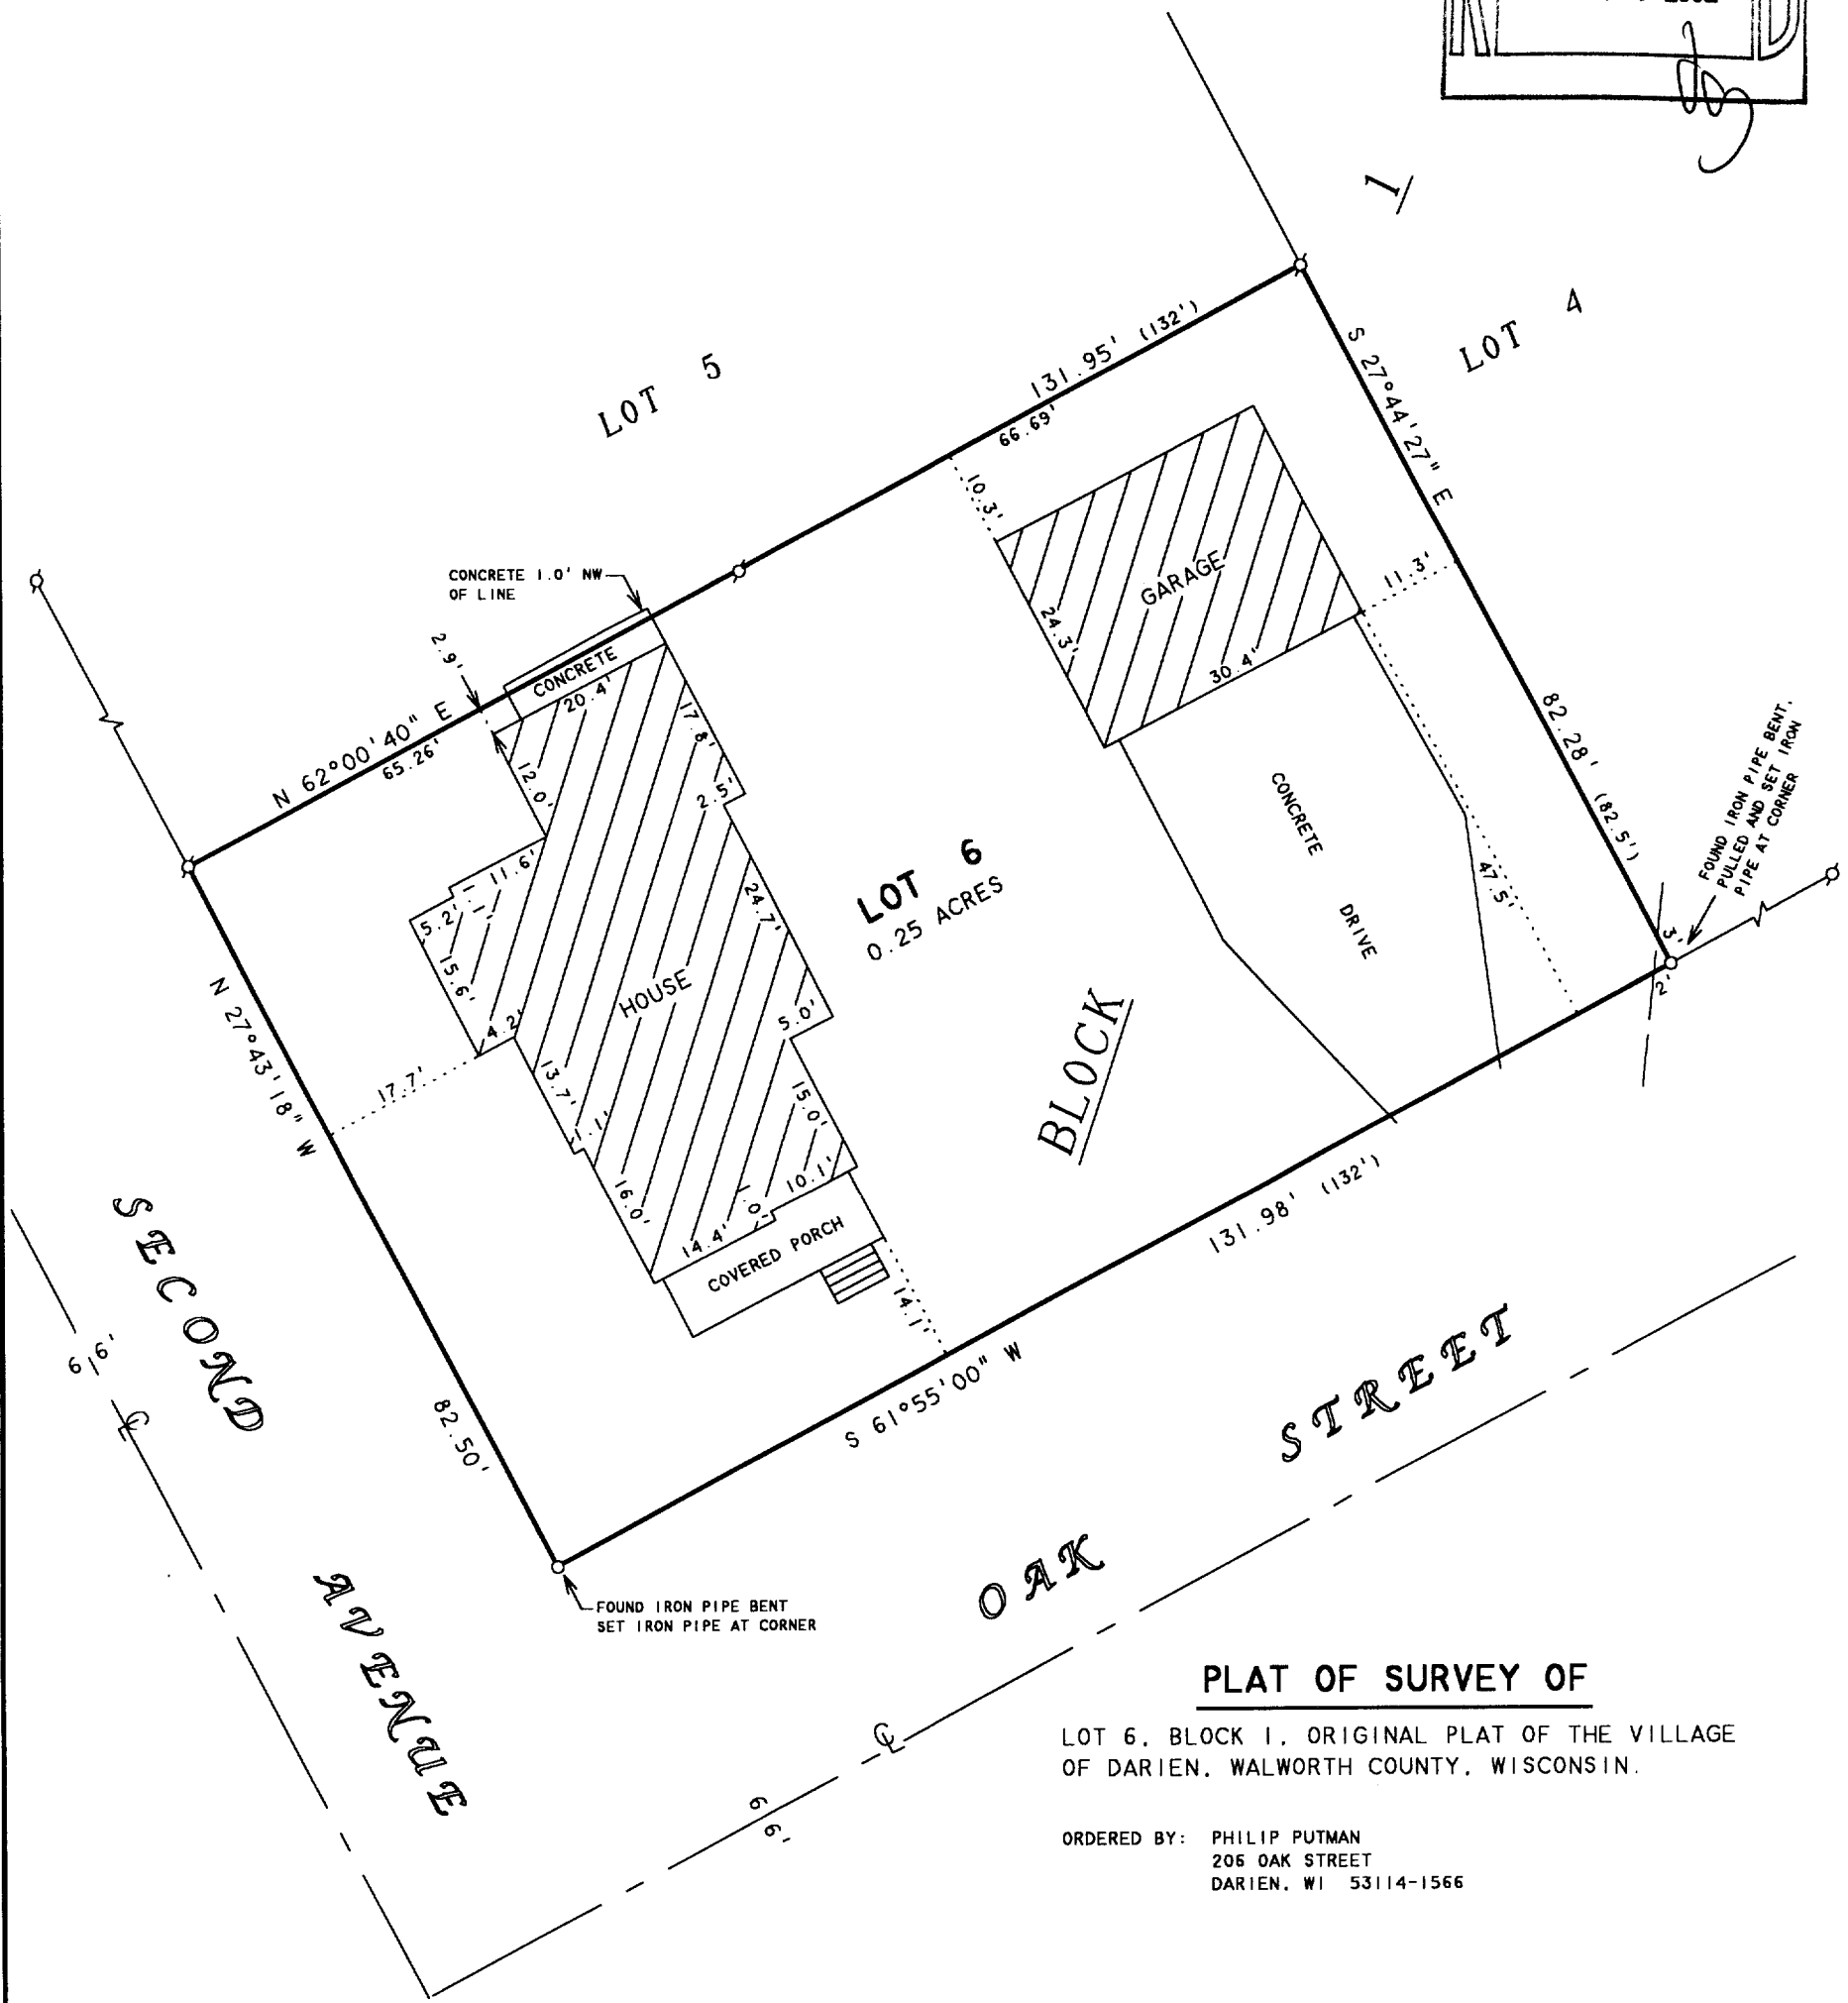 1
LOT 4
LOT 5
131.95' (132')
66.69'
S 27°44'27" E
82.28' (82.5')
10.3'
GARAGE
24.3'
30.4'
11.3'
CONCRETE 1.0' NW
OF LINE
2.9'
CONCRETE
20.4'
N 62°00'40" E
65.26'
17.8'
12.0'
2.5'
11.6'
5.2'
15.6'
24.7'
HOUSE
4.2'
5.0'
13.7'
1.1'
15.0'
16.0'
10.1'
1.0'
14.4'
COVERED PORCH
14.1'
17.7'
LOT 6
0.25 ACRES
CONCRETE
DRIVE
47.5'
FOUND IRON PIPE BENT,
PULLED AND SET IRON
PIPE AT CORNER
3'
2'
BLOCK
N 27°43'18" W
82.50'
131.98' (132')
S 61°55'00" W
SECOND
AVENUE
66'
OAK STREET
66'
FOUND IRON PIPE BENT
SET IRON PIPE AT CORNER
PLAT OF SURVEY OF
LOT 6, BLOCK 1, ORIGINAL PLAT OF THE VILLAGE
OF DARIEN, WALWORTH COUNTY, WISCONSIN.
ORDERED BY: PHILIP PUTMAN
206 OAK STREET
DARIEN, WI 53114-1566